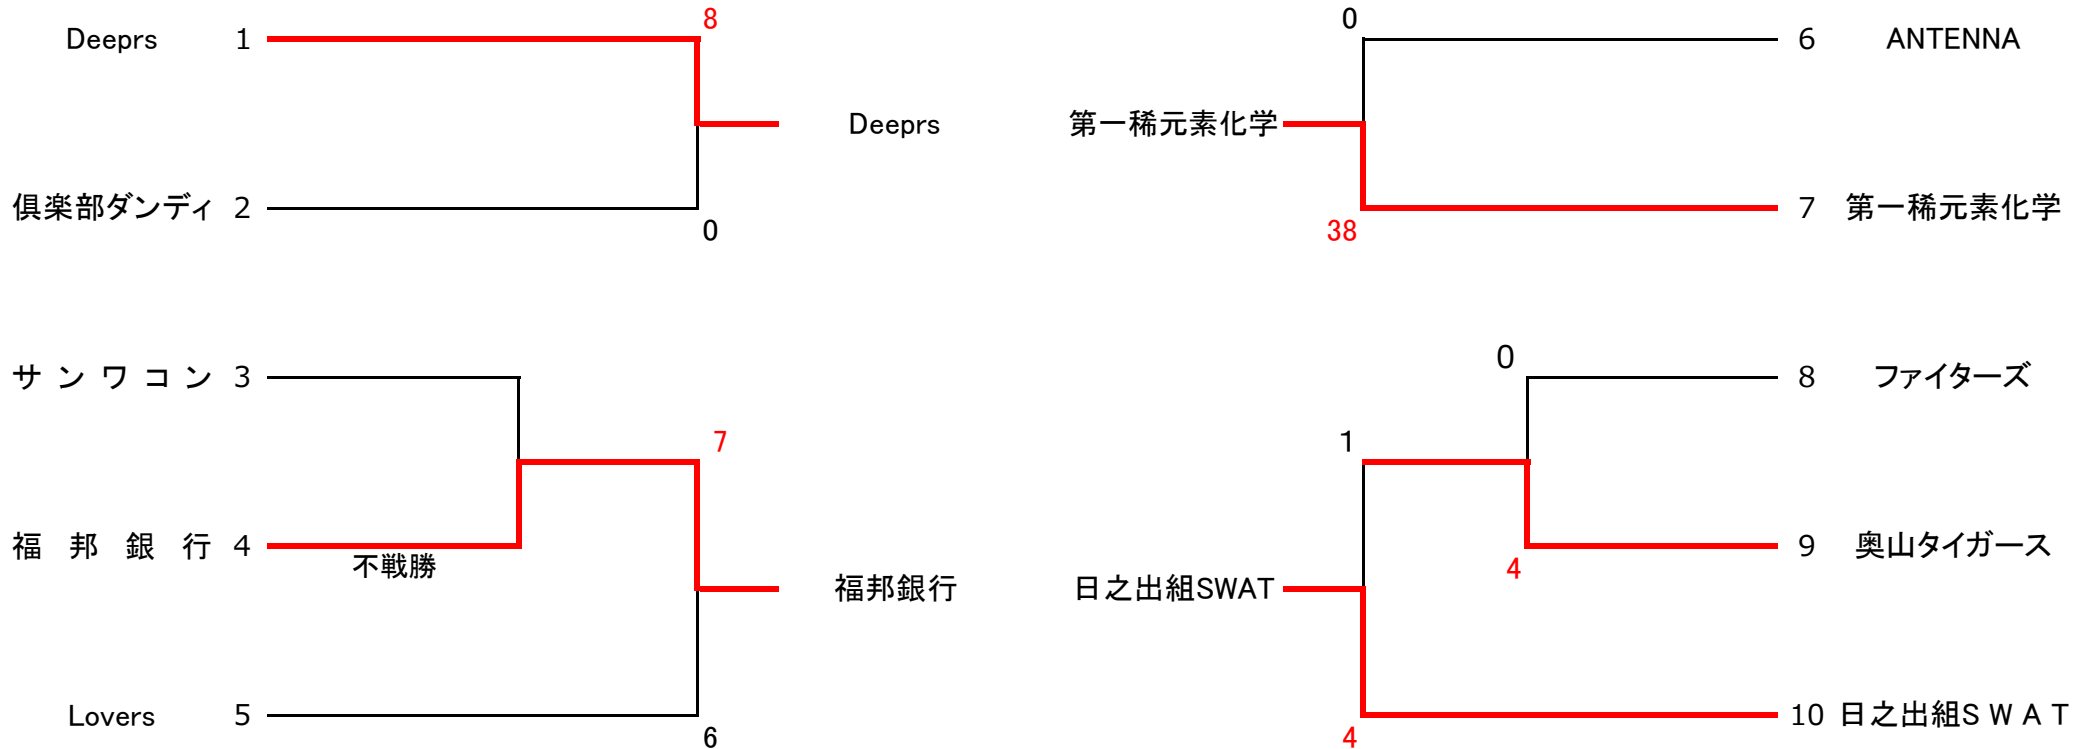 8
Deeprs 1
Deeprs
俱楽部ダンディ 2
0
サンワコン 3
7
福邦銀行 4
不戦勝
福邦銀行
Lovers 5
6
0
6 ANTENNA
第一稀元素化学
7 第一稀元素化学
38
0
8 ファイターズ
1
9 奥山タイガース
4
日之出組SWAT
10 日之出組SWAT
4